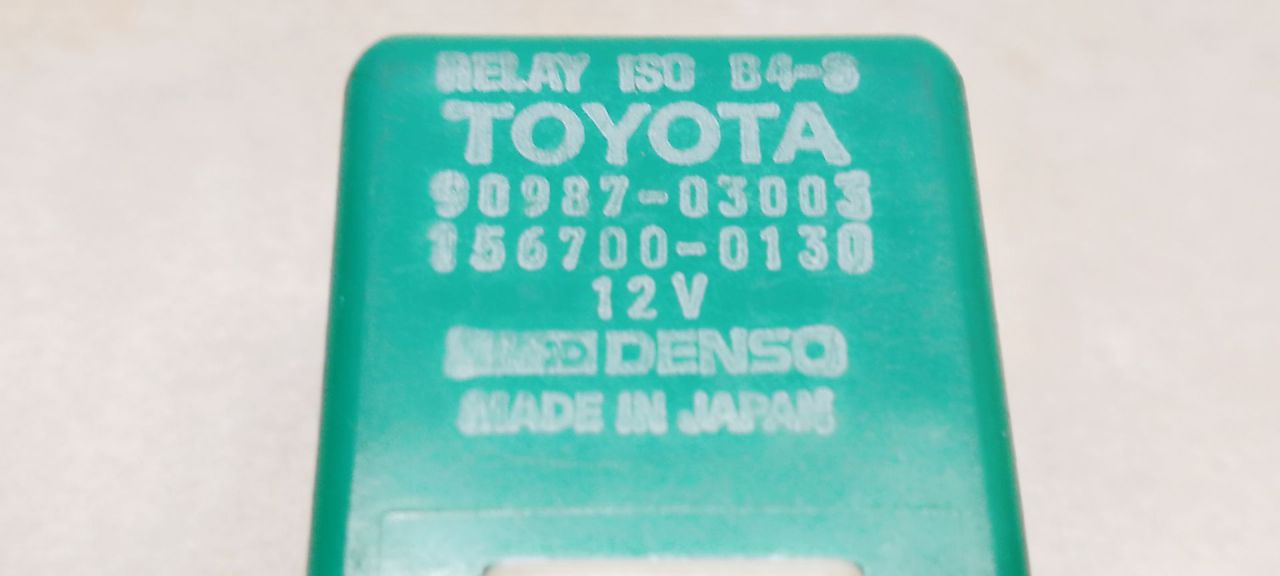 RELAY ISO B4-S
TOYOTA
90987-03003
156700-0130
12V
DENSO
MADE IN JAPAN